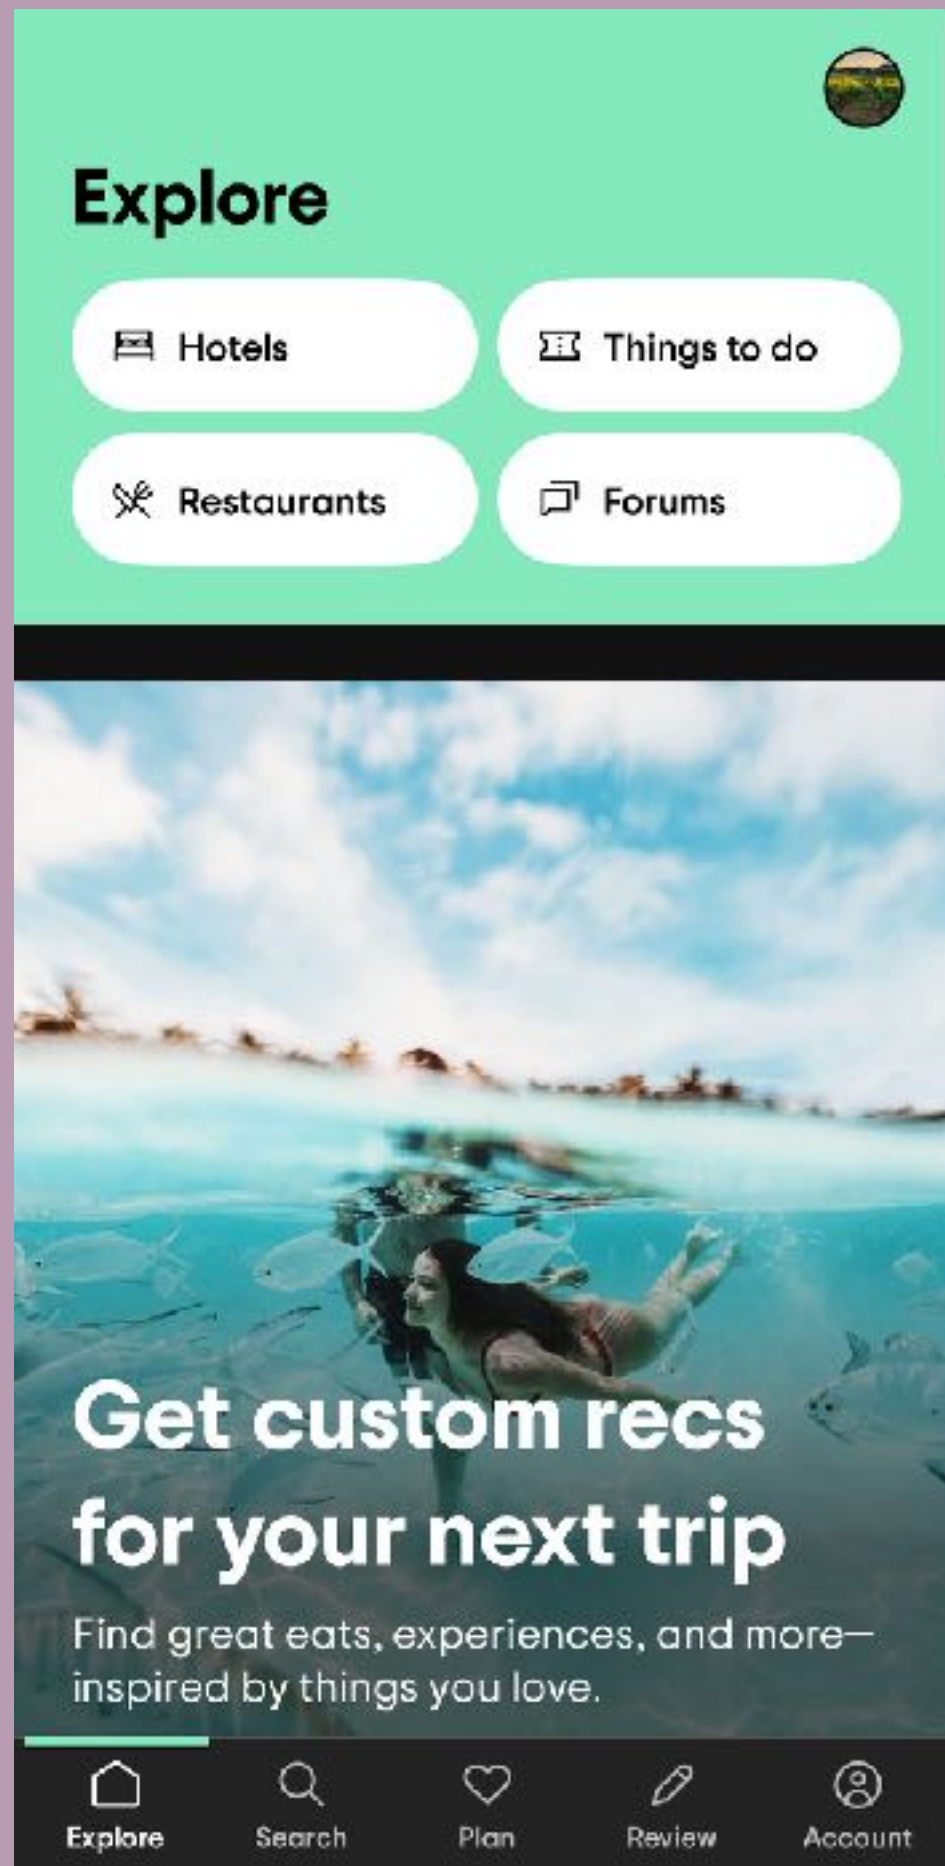 Explore
Hotels
Things to do
Restaurants
Forums
Get custom recs
for your next trip
Find great eats, experiences, and more—
inspired by things you love.
Explore
Search
Plan
Review
Account